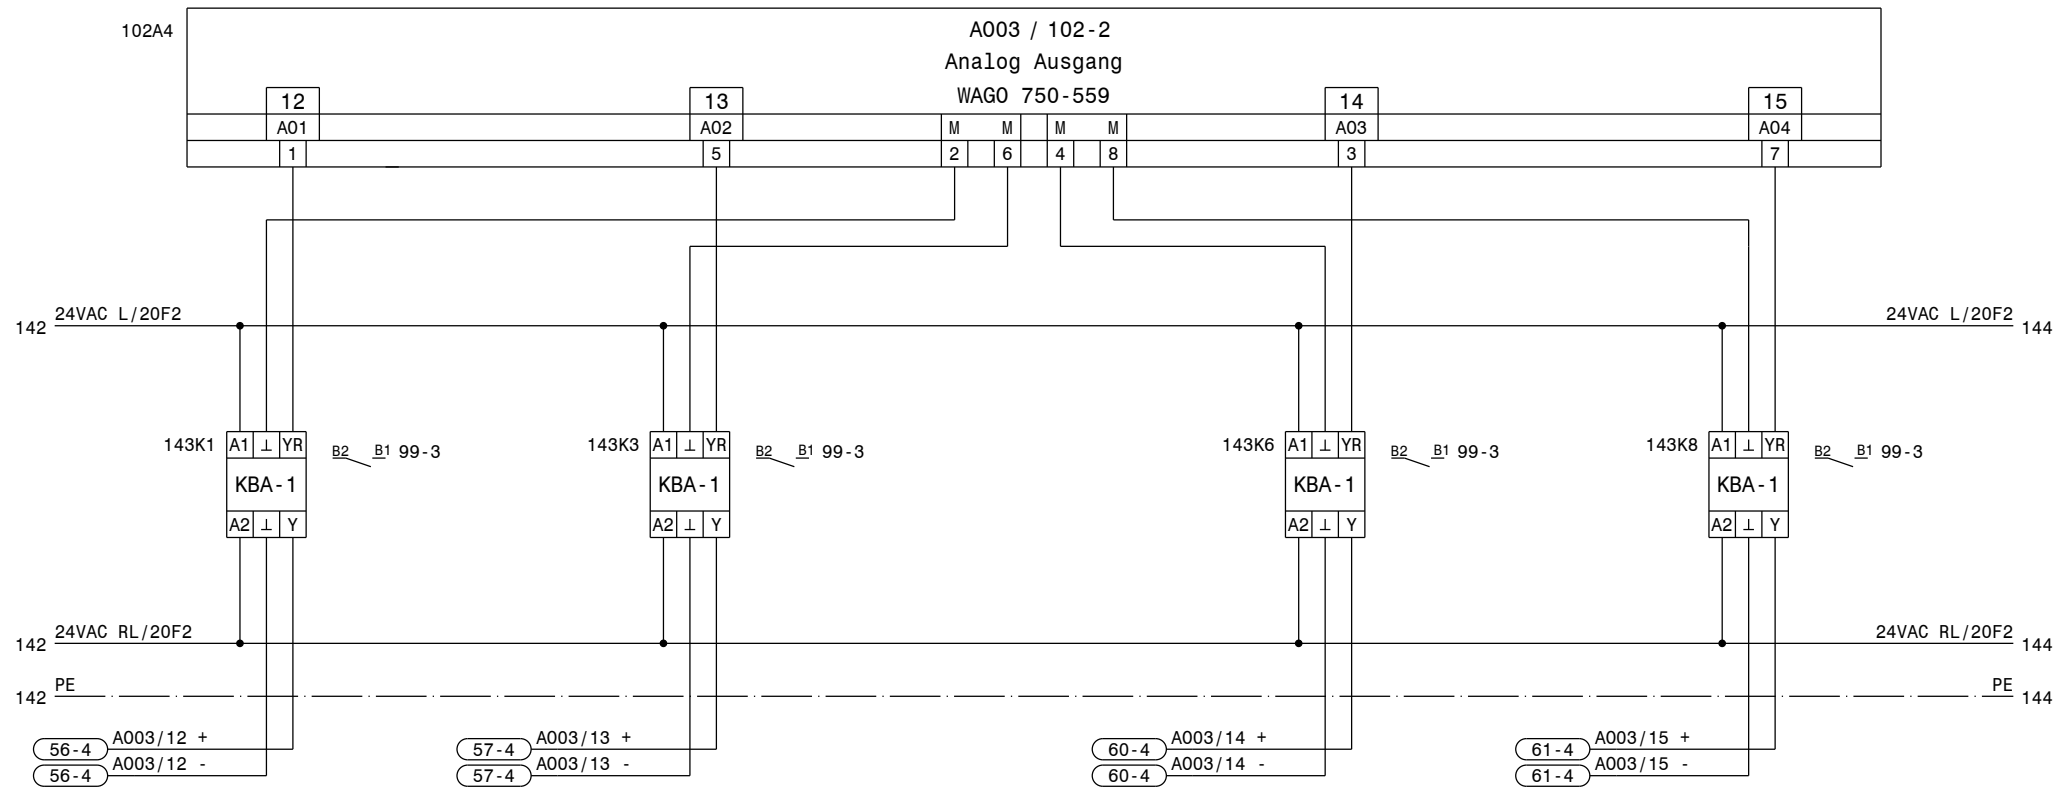 102A4
A003 / 102-2
Analog Ausgang
WAGO 750-559
12 13 14 15
A01 A02 M M M M A03 A04
1 5 2 6 4 8 3 7
24VAC L/20F2 24VAC L/20F2
142 144
143K1 A1 ⊥ YR B2 B1 99-3 143K3 A1 ⊥ YR B2 B1 99-3 143K6 A1 ⊥ YR B2 B1 99-3 143K8 A1 ⊥ YR B2 B1 99-3
KBA-1 KBA-1 KBA-1 KBA-1
A2 ⊥ Y A2 ⊥ Y A2 ⊥ Y A2 ⊥ Y
24VAC RL/20F2 24VAC RL/20F2
142 144
PE PE
142 144
56-4 A003/12 + 57-4 A003/13 + 60-4 A003/14 + 61-4 A003/15 +
56-4 A003/12 - 57-4 A003/13 - 60-4 A003/14 - 61-4 A003/15 -